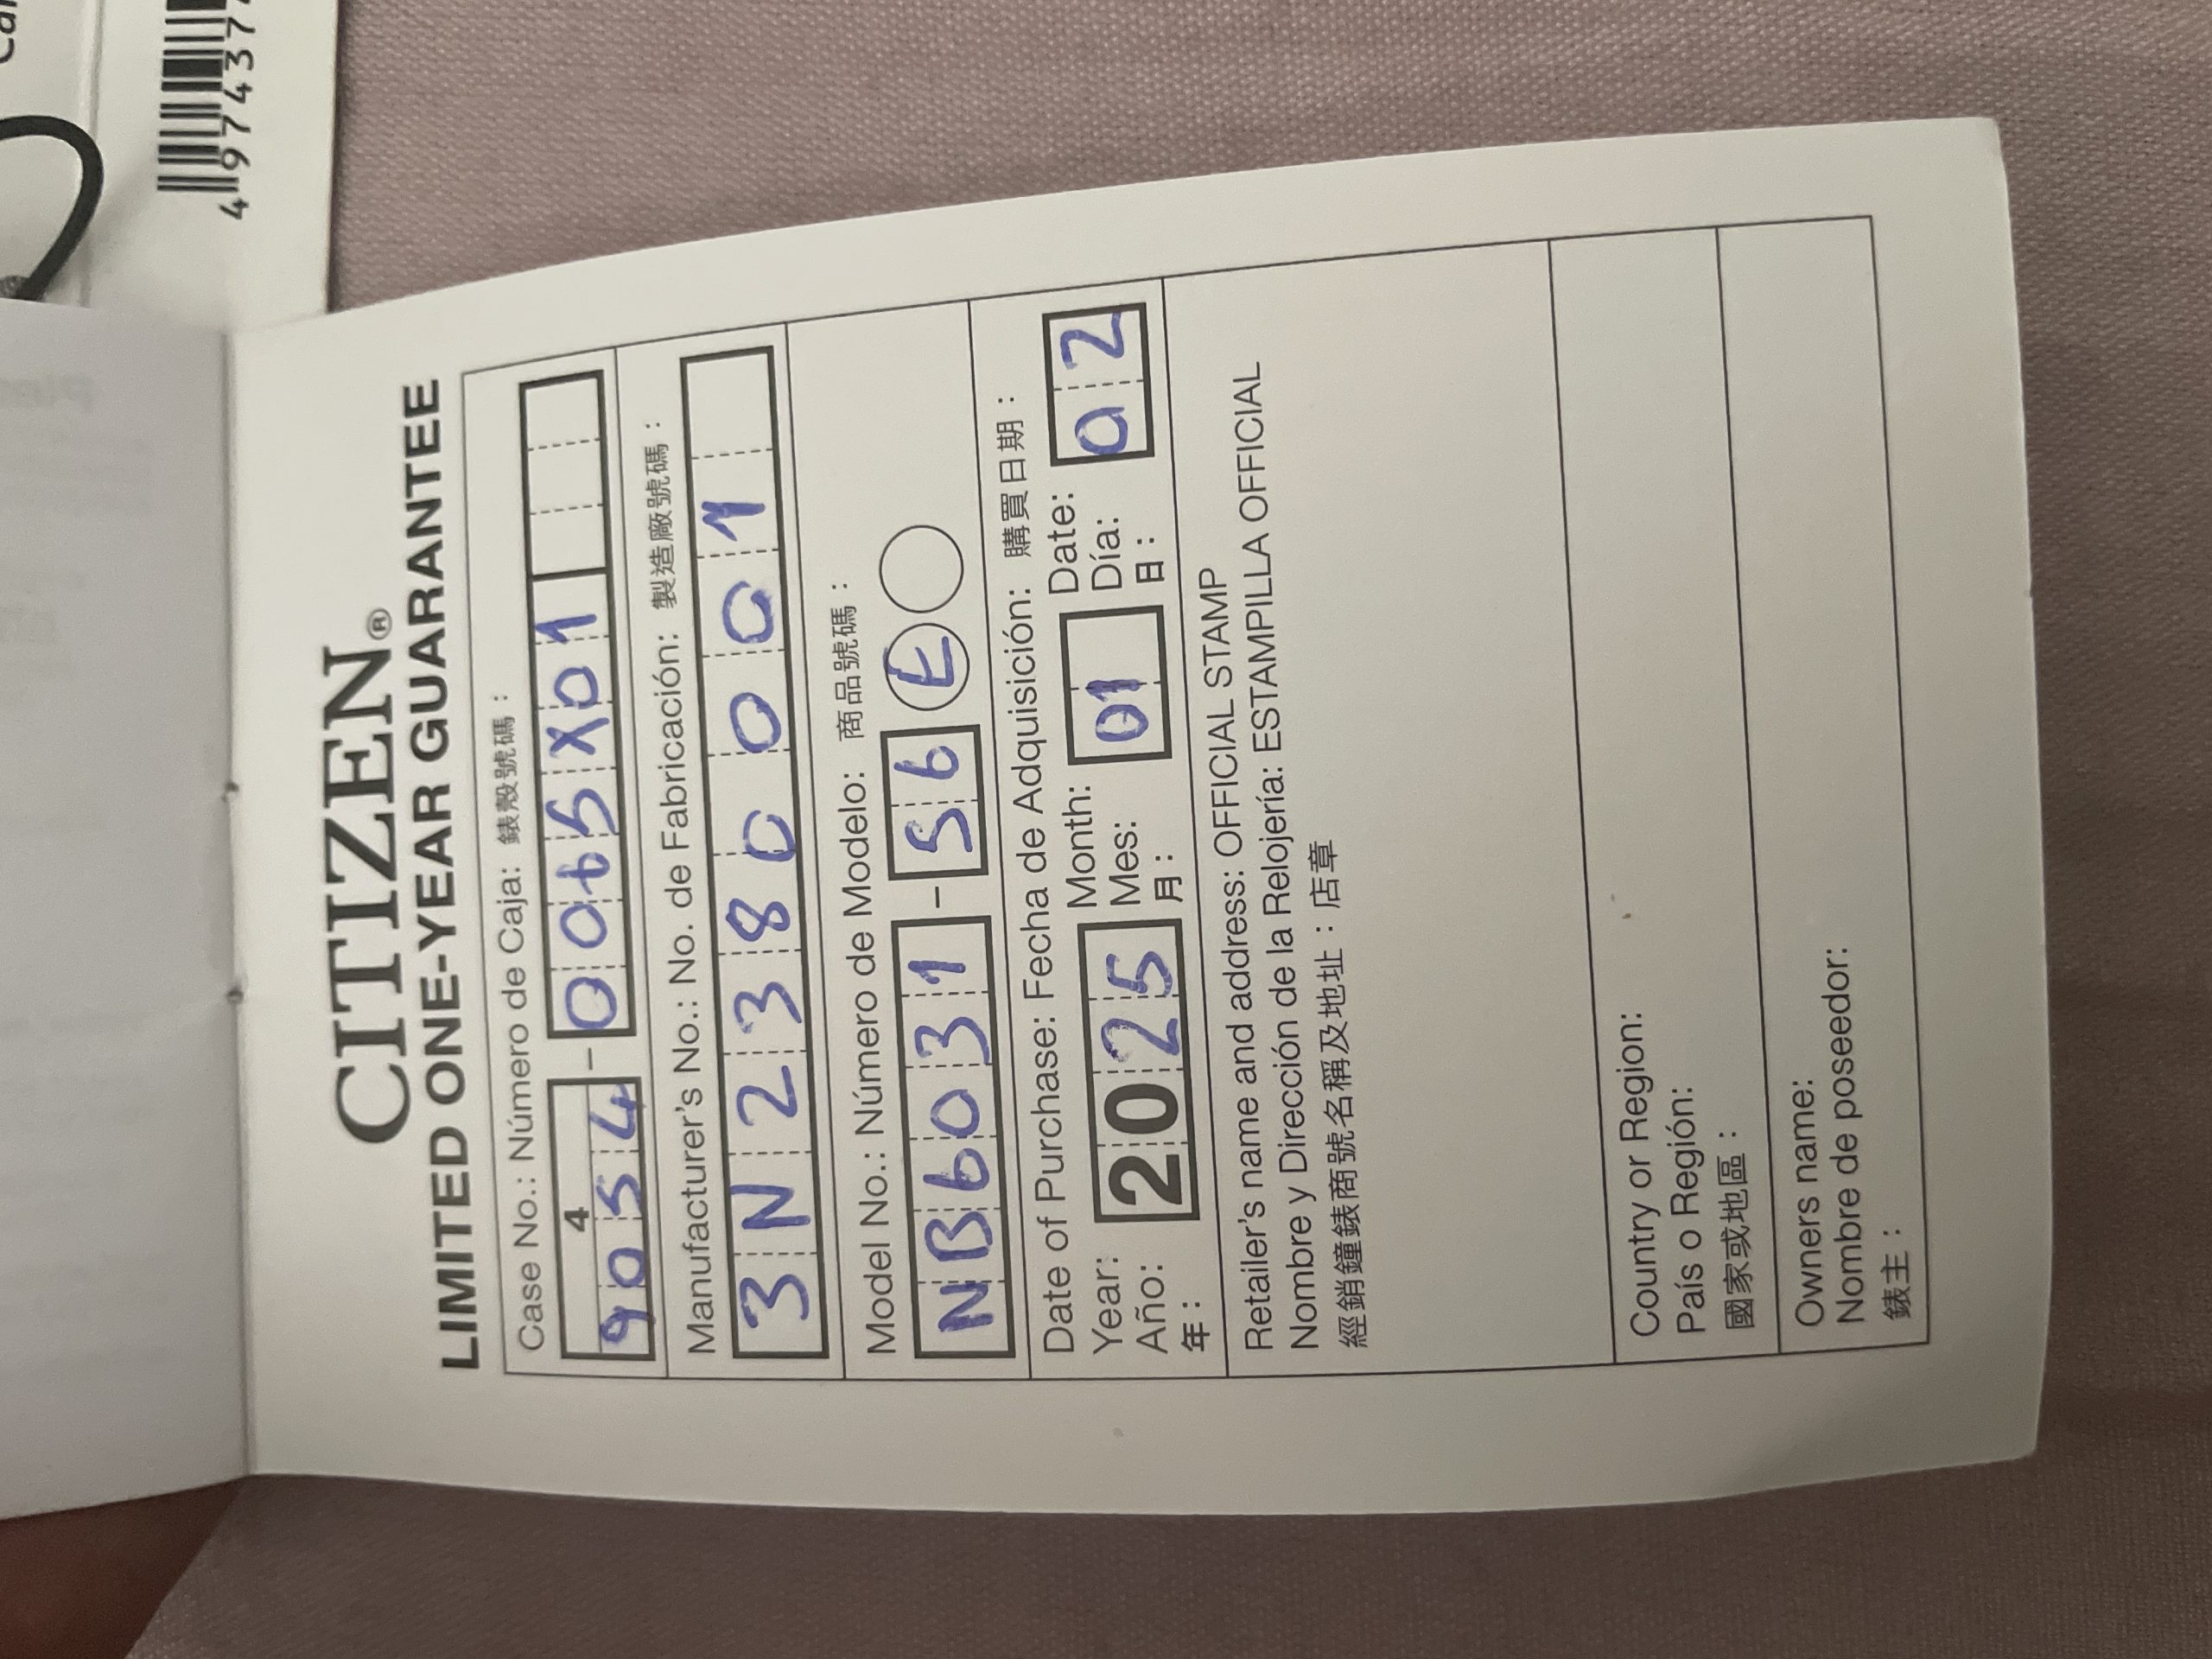 CITIZEN®
LIMITED ONE-YEAR GUARANTEE
Case No.: Número de Caja: 錶殼號碼：
4
9054 - 0065X01
Manufacturer's No.: No. de Fabricación: 製造廠號碼：
3N2380001
Model No.: Número de Modelo: 商品號碼：
NB6031 - 56 E
Date of Purchase: Fecha de Adquisición: 購買日期：
Year: 2025 Month: 01 Date: 02
Año: Mes: Día:
年： 月： 日：
Retailer's name and address: OFFICIAL STAMP
Nombre y Dirección de la Relojería: ESTAMPILLA OFFICIAL
經銷鐘錶商號名稱及地址：店章
Country or Region:
País o Región:
國家或地區：
Owners name:
Nombre de poseedor:
錶主：
4 97437